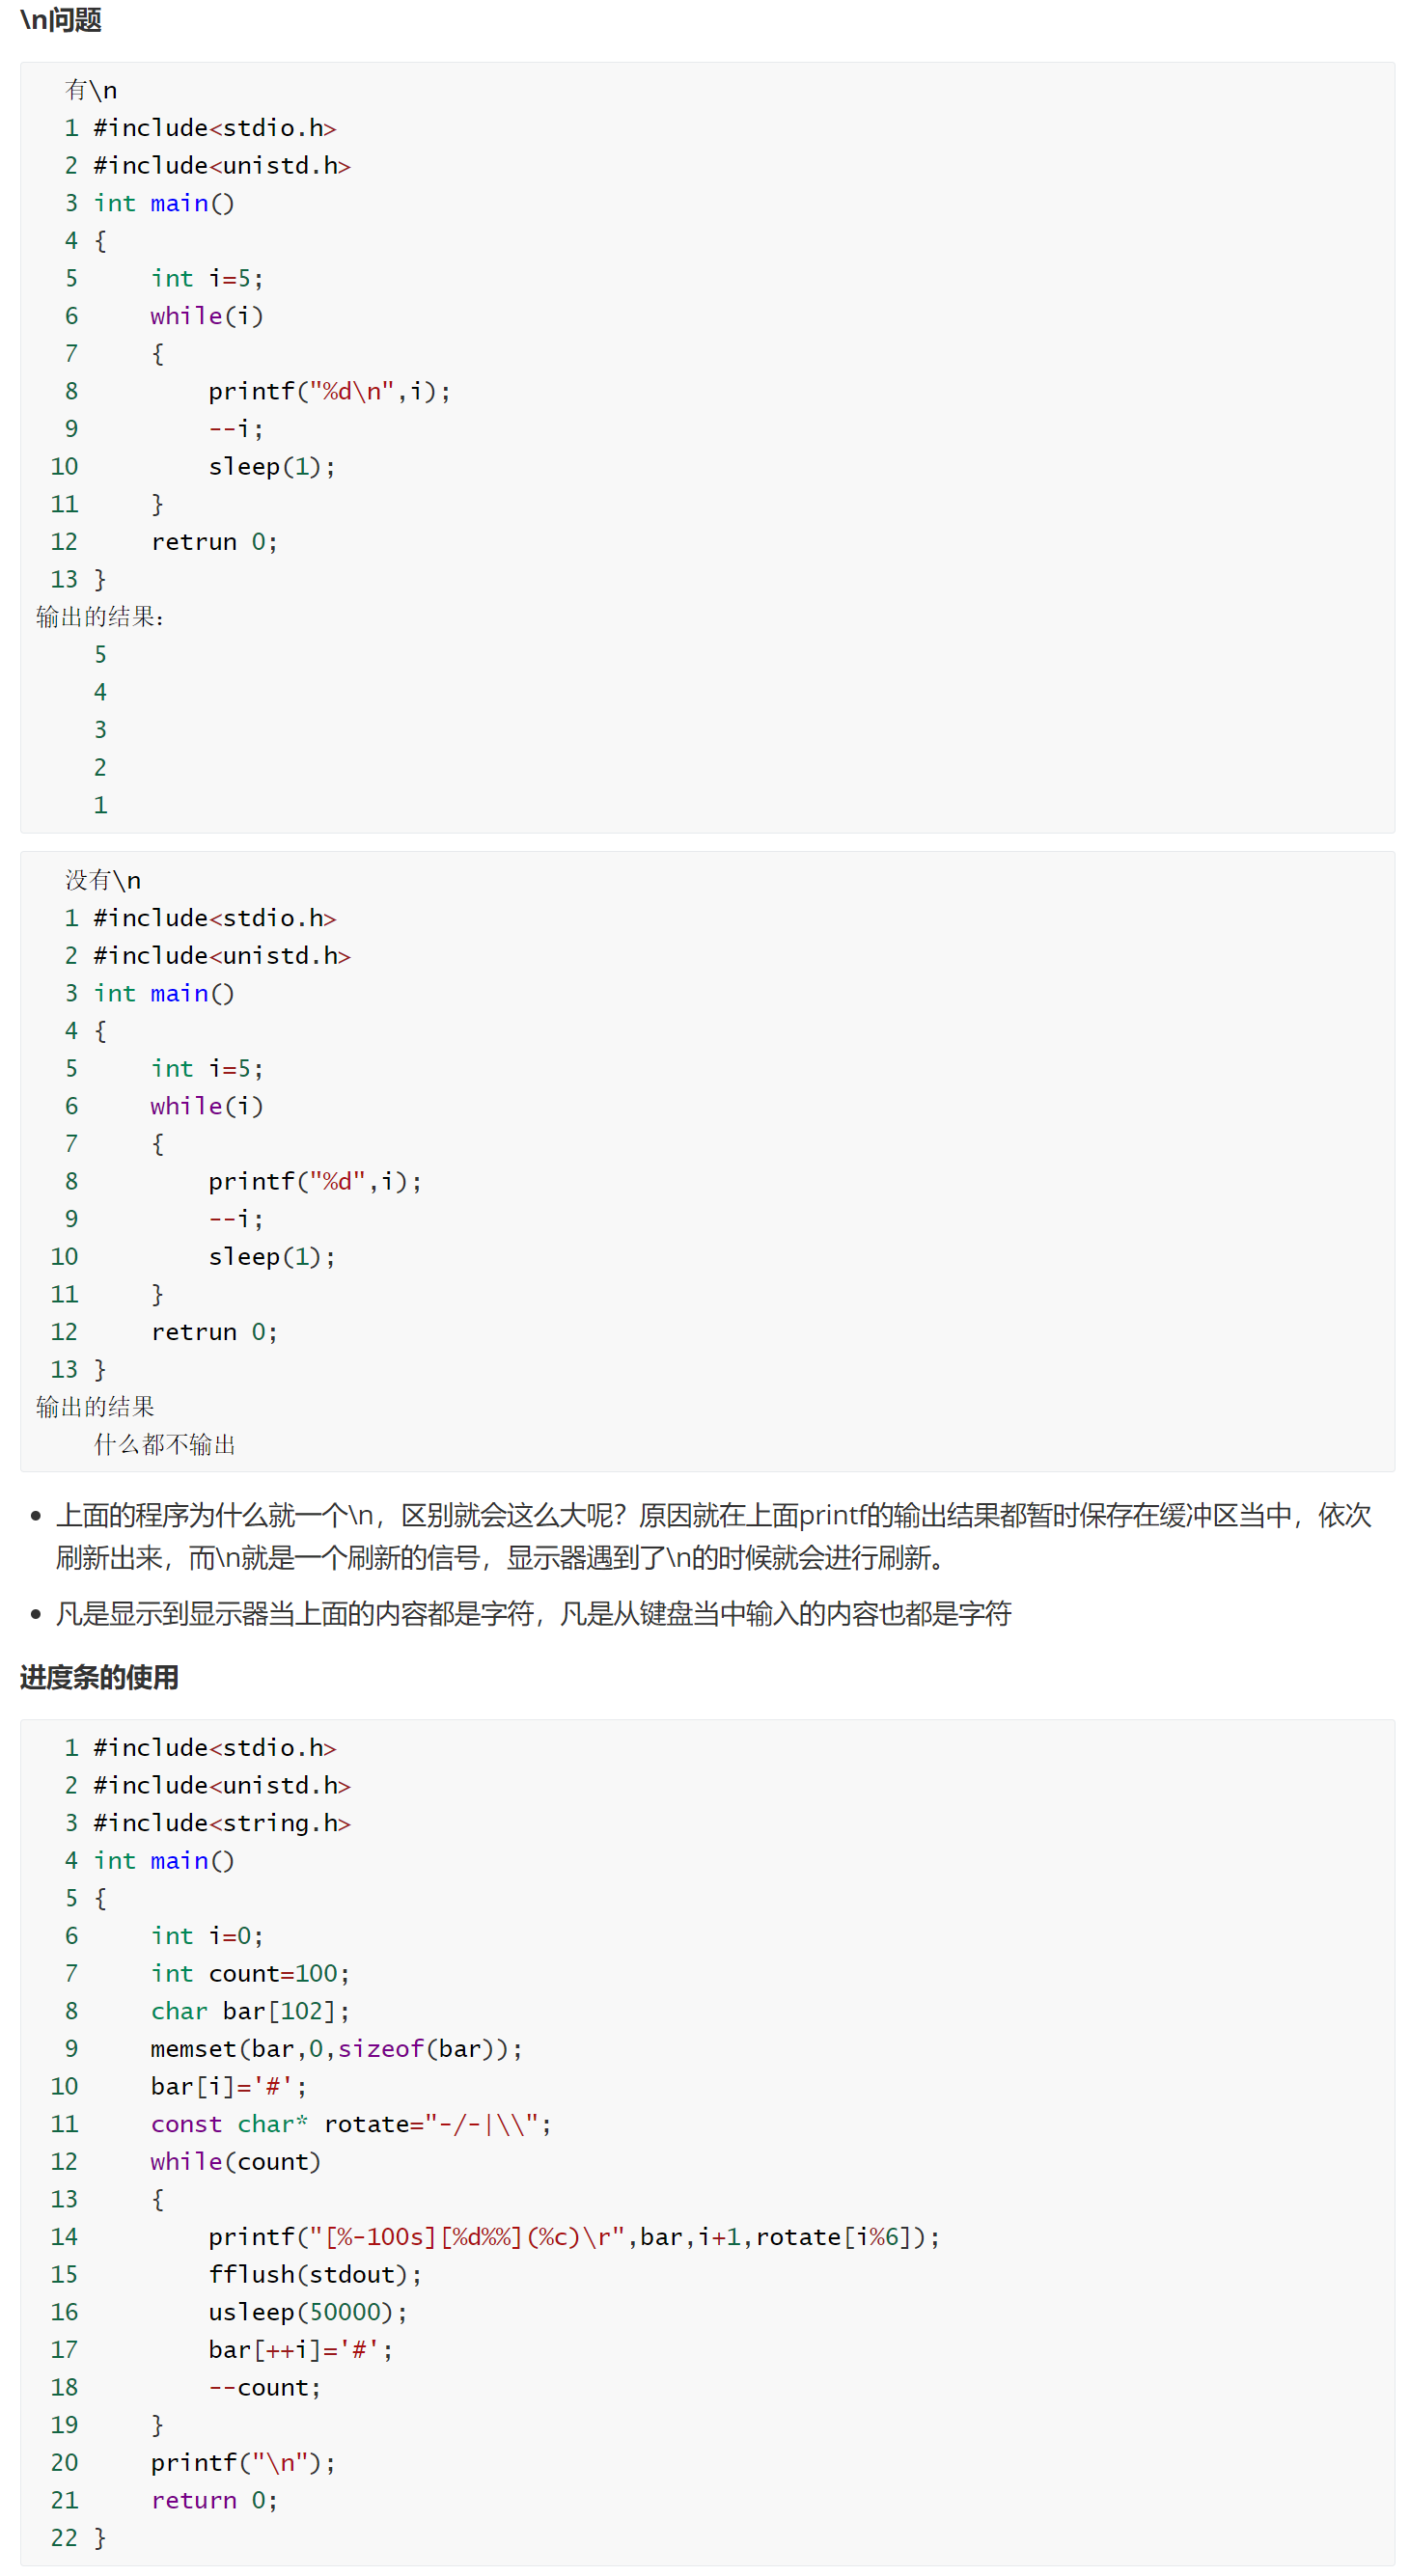 \n问题
有\n
1 #include<stdio.h>
2 #include<unistd.h>
3 int main()
4 {
5     int i=5;
6     while(i)
7     {
8         printf("%d\n",i);
9         --i;
10         sleep(1);
11     }
12     retrun 0;
13 }
输出的结果：
5
4
3
2
1
没有\n
1 #include<stdio.h>
2 #include<unistd.h>
3 int main()
4 {
5     int i=5;
6     while(i)
7     {
8         printf("%d",i);
9         --i;
10         sleep(1);
11     }
12     retrun 0;
13 }
输出的结果
什么都不输出
上面的程序为什么就一个\n，区别就会这么大呢？原因就在上面printf的输出结果都暂时保存在缓冲区当中，依次
刷新出来，而\n就是一个刷新的信号，显示器遇到了\n的时候就会进行刷新。
凡是显示到显示器当上面的内容都是字符，凡是从键盘当中输入的内容也都是字符
进度条的使用
1 #include<stdio.h>
2 #include<unistd.h>
3 #include<string.h>
4 int main()
5 {
6     int i=0;
7     int count=100;
8     char bar[102];
9     memset(bar,0,sizeof(bar));
10     bar[i]='#';
11     const char* rotate="-/-|\\";
12     while(count)
13     {
14         printf("[%-100s][%d%%](%c)\r",bar,i+1,rotate[i%6]);
15         fflush(stdout);
16         usleep(50000);
17         bar[++i]='#';
18         --count;
19     }
20     printf("\n");
21     return 0;
22 }